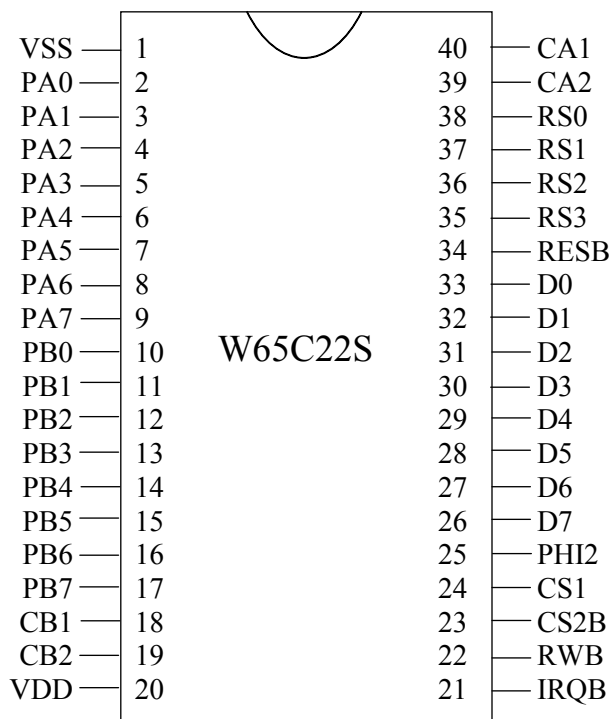 VSS 1 40 CA1
PA0 2 39 CA2
PA1 3 38 RS0
PA2 4 37 RS1
PA3 5 36 RS2
PA4 6 35 RS3
PA5 7 34 RESB
PA6 8 33 D0
PA7 9 32 D1
PB0 10 W65C22S 31 D2
PB1 11 30 D3
PB2 12 29 D4
PB3 13 28 D5
PB4 14 27 D6
PB5 15 26 D7
PB6 16 25 PHI2
PB7 17 24 CS1
CB1 18 23 CS2B
CB2 19 22 RWB
VDD 20 21 IRQB